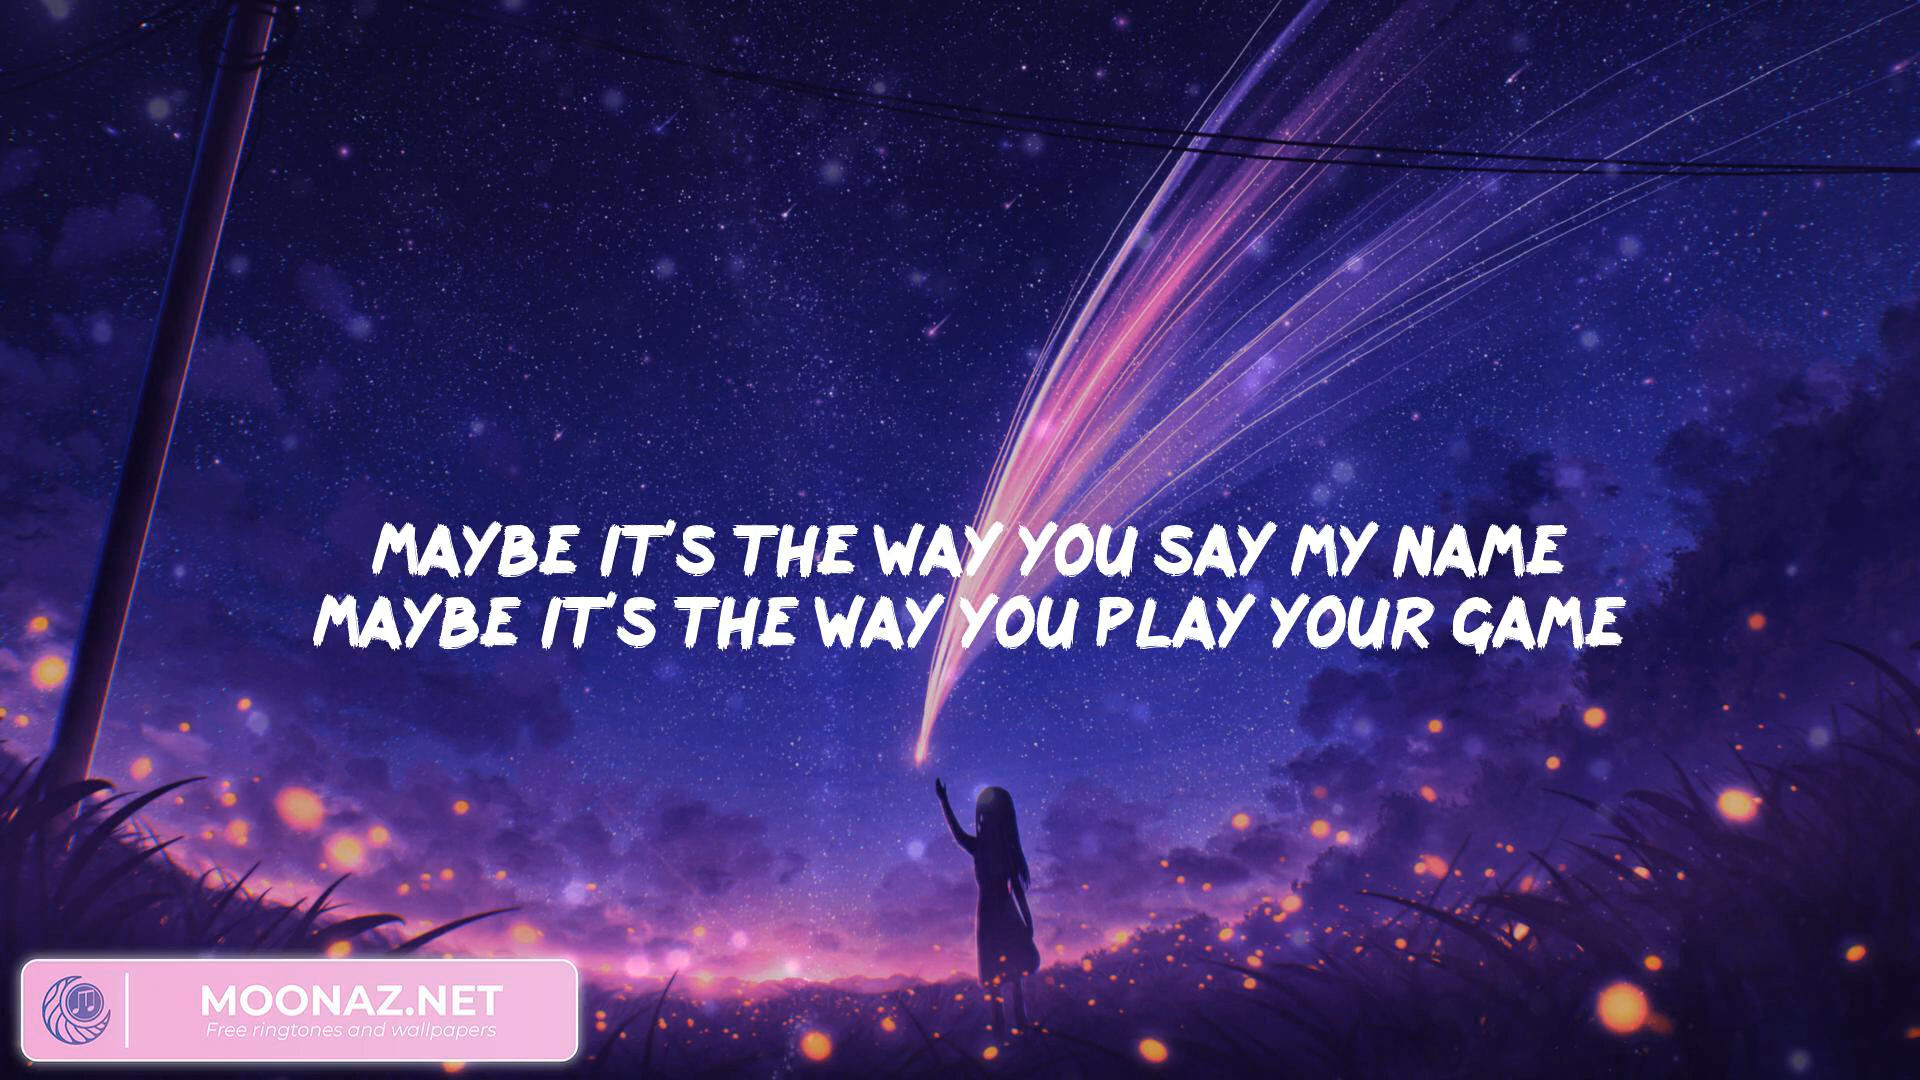 MAYBE IT'S THE WAY YOU SAY MY NAME
MAYBE IT'S THE WAY YOU PLAY YOUR GAME
MOONAZ.NET
Free ringtones and wallpapers